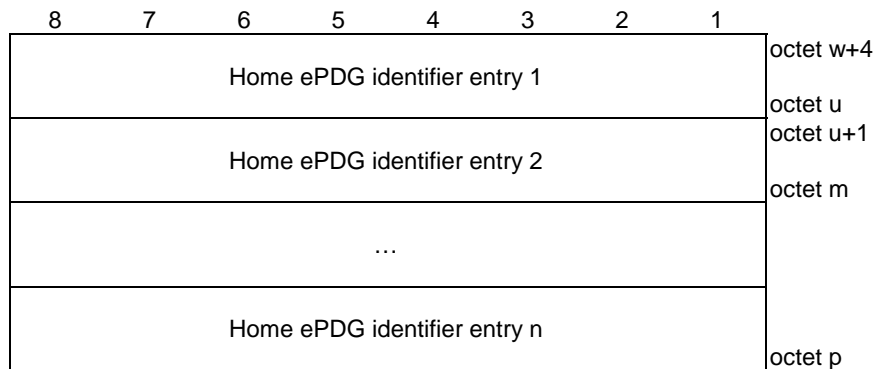 8 7 6 5 4 3 2 1
octet w+4
Home ePDG identifier entry 1
octet u
octet u+1
Home ePDG identifier entry 2
octet m
…
Home ePDG identifier entry n
octet p